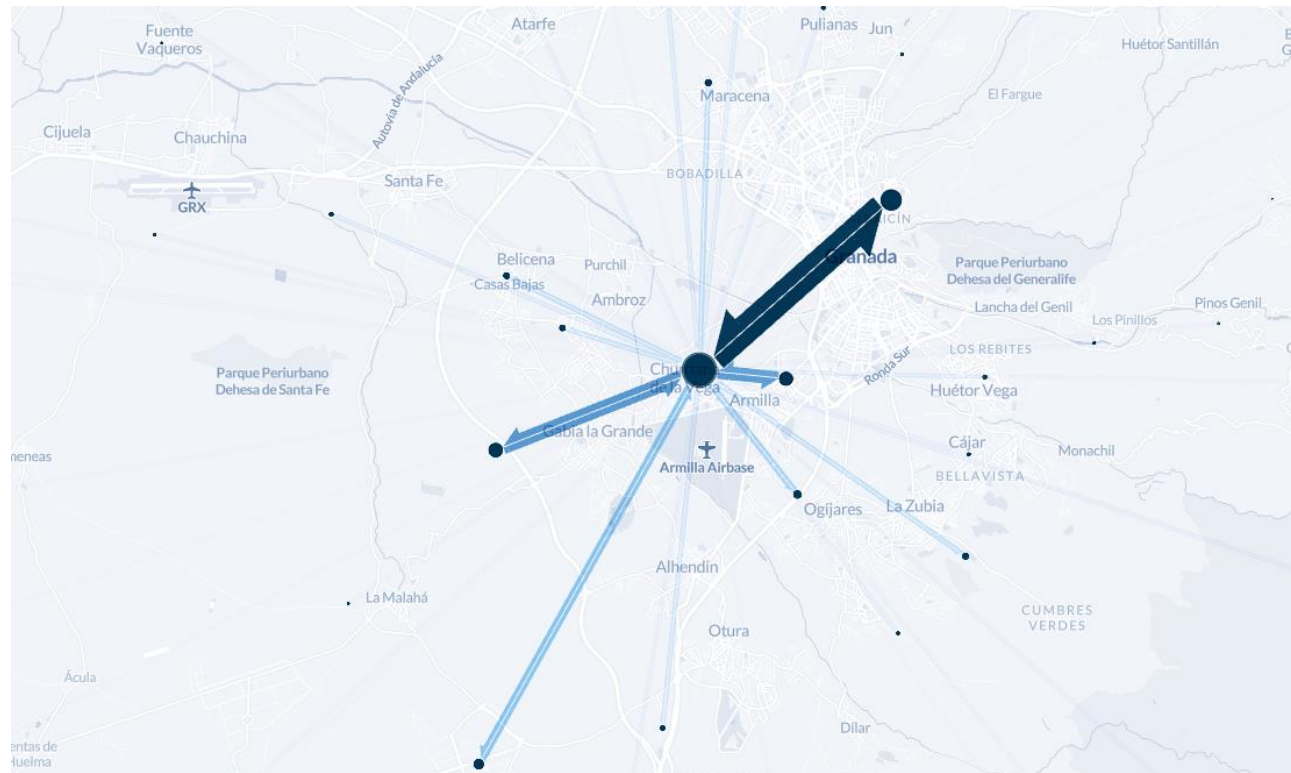 Atarfe
Pulianas
Jun
Fuente
Vaqueros
Huétor Santillán
Autovía de Andalucía
El Fargue
Maracena
Cijuela
Chauchina
BOBADILLA
Santa Fe
GRX
Granada
Belicena
Purchil
Parque Periurbano
Dehesa del Generalife
Casas Bajas
Ambroz
Lancha del Genil
Pinos Genil
Los Pinillos
LOS REBITES
Ronda Sur
Parque Periurbano
Dehesa de Santa Fe
de la Vega
Armilla
Huétor Vega
Gabia la Grande
Cájar
Monachil
Armilla Airbase
BELLAVISTA
La Zubia
Ogíjares
Alhendín
La Malahá
CUMBRES
VERDES
Otura
Ácula
Dílar